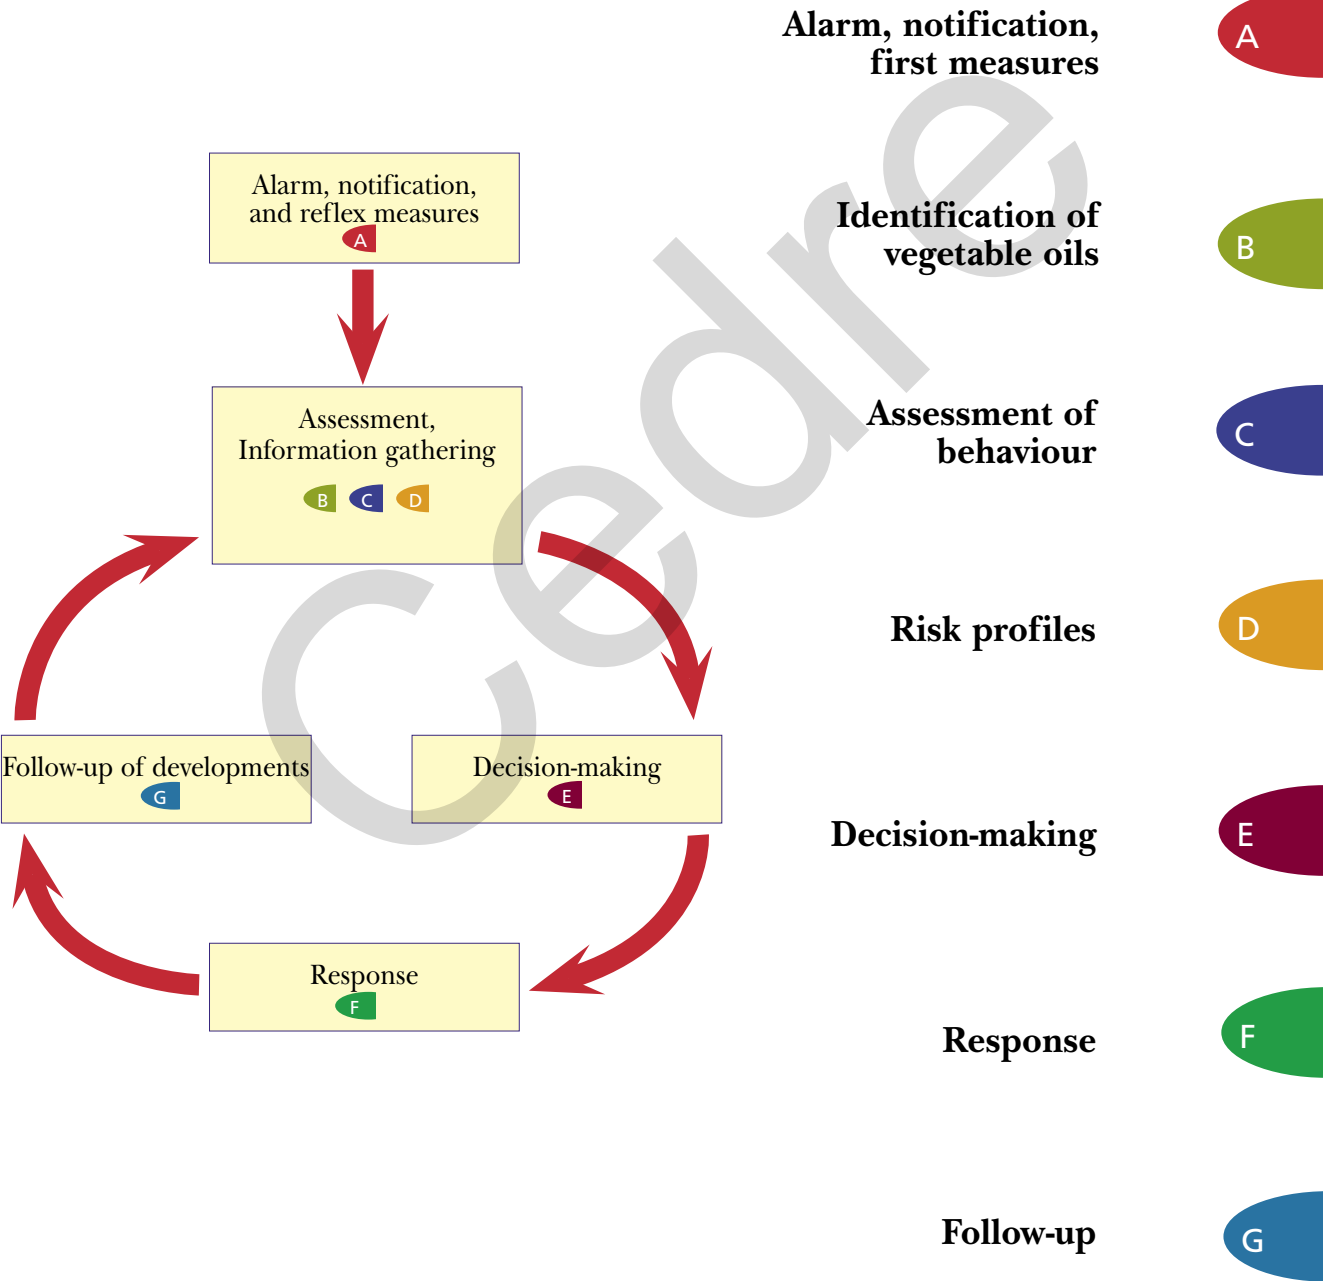 Alarm, notification,
and reflex measures
A
Assessment,
Information gathering
B C D
Follow-up of developments
G
Decision-making
E
Response
F
Alarm, notification,
first measures
A
Identification of
vegetable oils
B
Assessment of
behaviour
C
Risk profiles
D
Decision-making
E
Response
F
Follow-up
G
Cedre